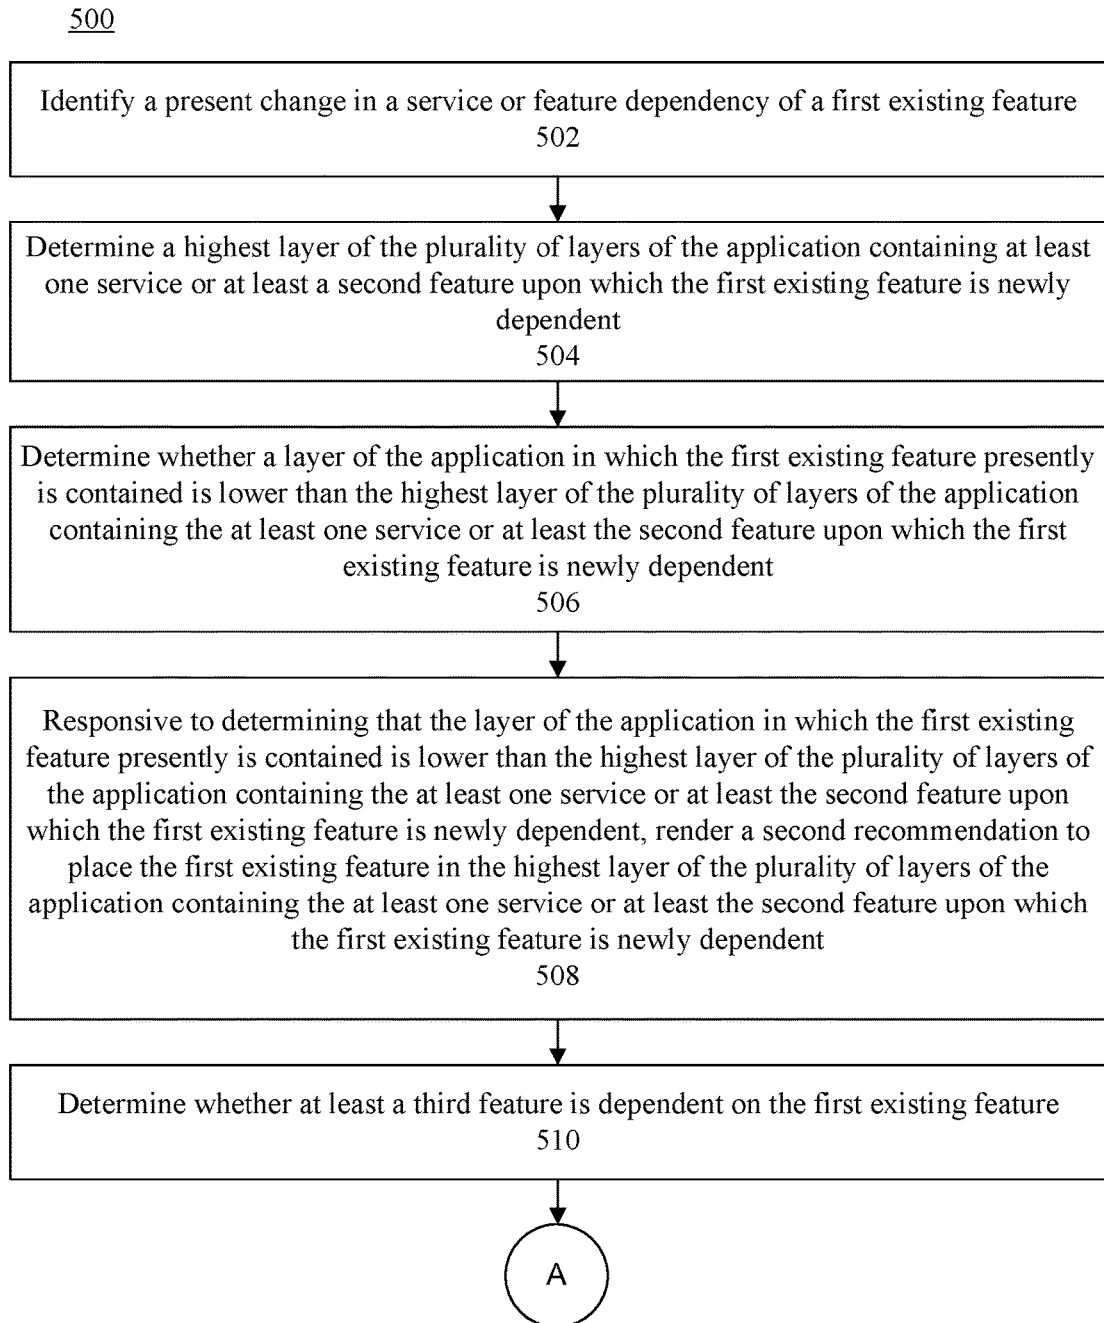 500
Identify a present change in a service or feature dependency of a first existing feature
502
Determine a highest layer of the plurality of layers of the application containing at least
one service or at least a second feature upon which the first existing feature is newly
dependent
504
Determine whether a layer of the application in which the first existing feature presently
is contained is lower than the highest layer of the plurality of layers of the application
containing the at least one service or at least the second feature upon which the first
existing feature is newly dependent
506
Responsive to determining that the layer of the application in which the first existing
feature presently is contained is lower than the highest layer of the plurality of layers of
the application containing the at least one service or at least the second feature upon
which the first existing feature is newly dependent, render a second recommendation to
place the first existing feature in the highest layer of the plurality of layers of the
application containing the at least one service or at least the second feature upon which
the first existing feature is newly dependent
508
Determine whether at least a third feature is dependent on the first existing feature
510
A